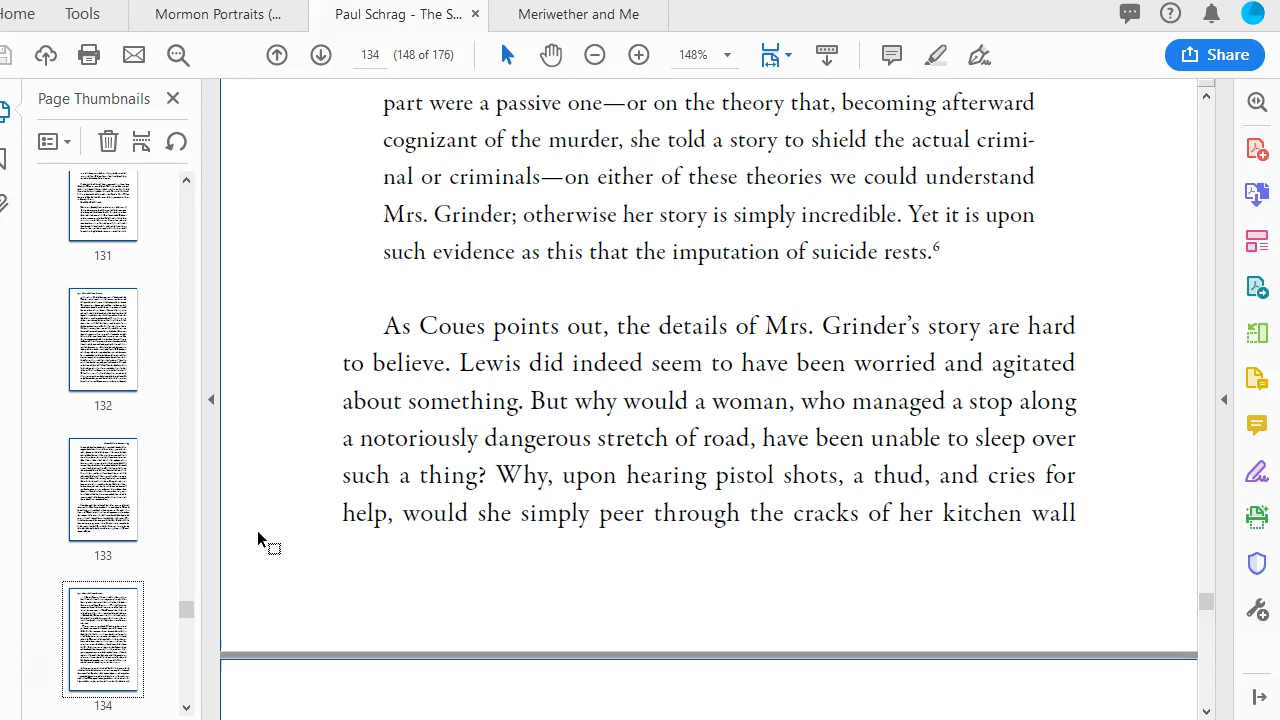 Home Tools Mormon Portraits (... Paul Schrag - The S... × Meriwether and Me
134 (148 of 176) 148% Share
Page Thumbnails
131
132
133
134
part were a passive one—or on the theory that, becoming afterward
cognizant of the murder, she told a story to shield the actual crimi-
nal or criminals—on either of these theories we could understand
Mrs. Grinder; otherwise her story is simply incredible. Yet it is upon
such evidence as this that the imputation of suicide rests.⁶
As Coues points out, the details of Mrs. Grinder’s story are hard
to believe. Lewis did indeed seem to have been worried and agitated
about something. But why would a woman, who managed a stop along
a notoriously dangerous stretch of road, have been unable to sleep over
such a thing? Why, upon hearing pistol shots, a thud, and cries for
help, would she simply peer through the cracks of her kitchen wall